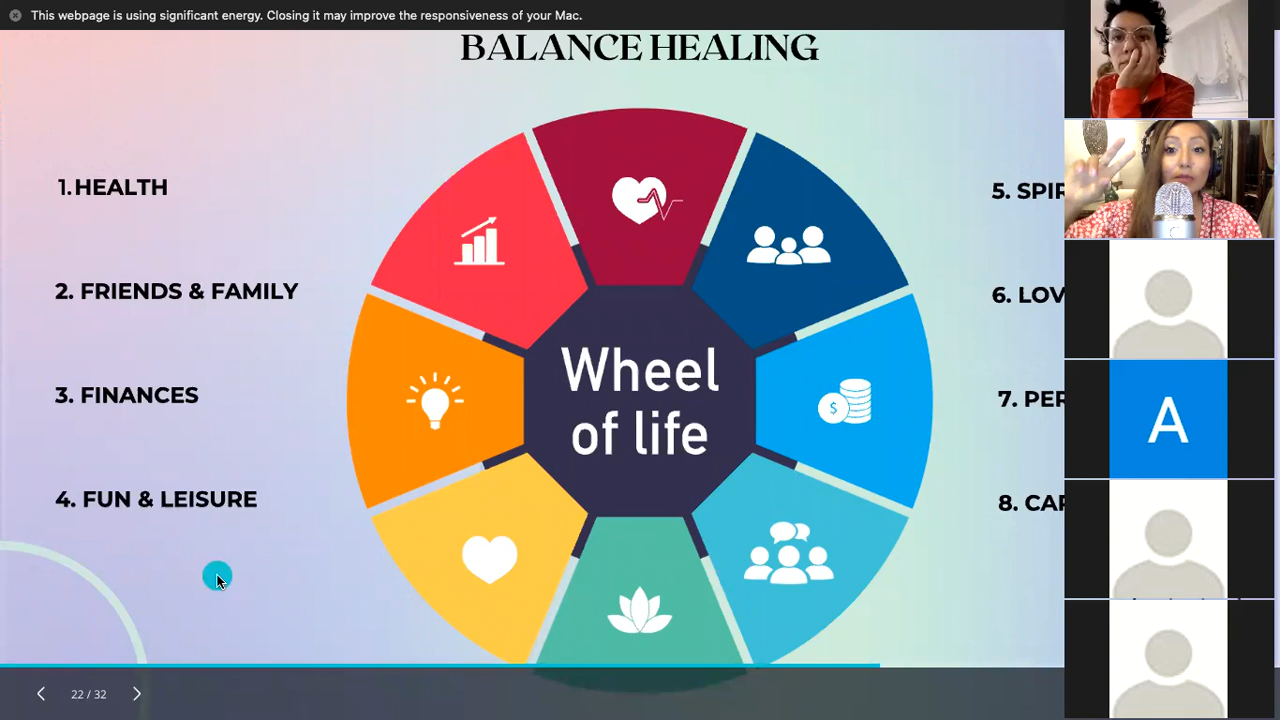 This webpage is using significant energy. Closing it may improve the responsiveness of your Mac.
BALANCE HEALING
1. HEALTH
2. FRIENDS & FAMILY
3. FINANCES
4. FUN & LEISURE
$
Wheel
of life
5. SPIR
6. LOV
7. PER
8. CAR
A
22 / 32